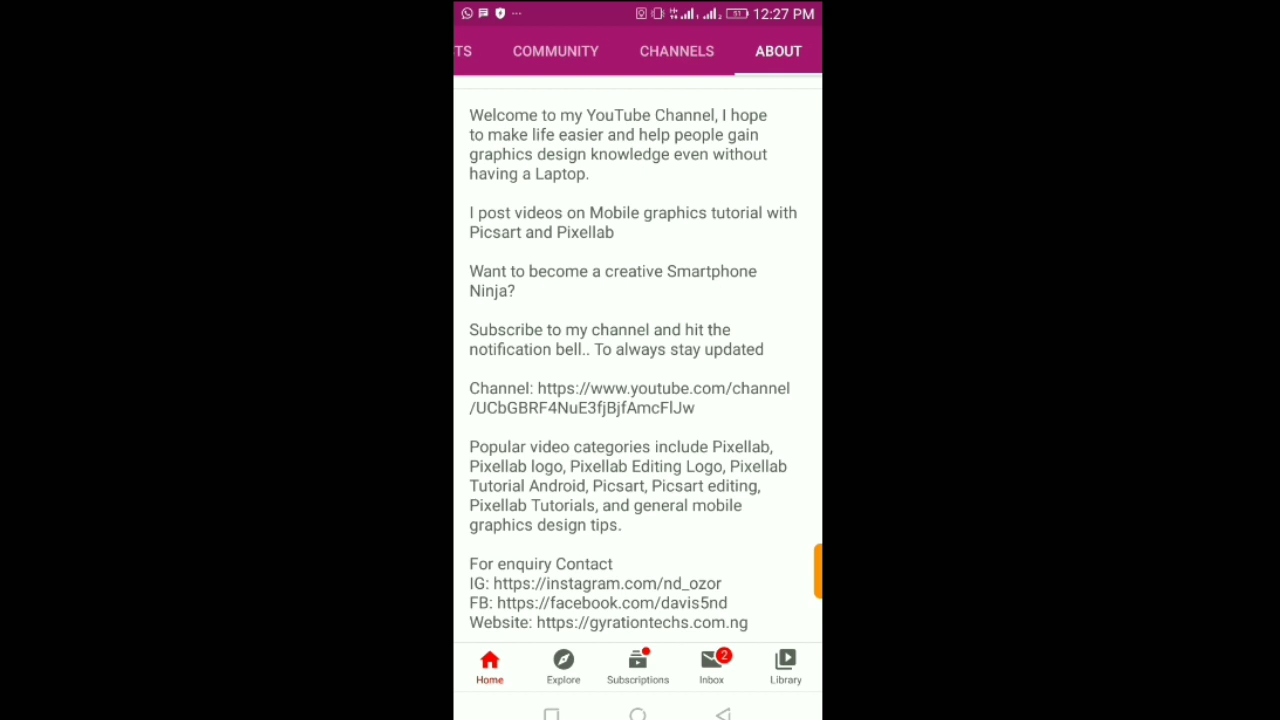 12:27 PM
TS COMMUNITY CHANNELS ABOUT
Welcome to my YouTube Channel, I hope
to make life easier and help people gain
graphics design knowledge even without
having a Laptop.
I post videos on Mobile graphics tutorial with
Picsart and Pixellab
Want to become a creative Smartphone
Ninja?
Subscribe to my channel and hit the
notification bell.. To always stay updated
Channel: https://www.youtube.com/channel
/UCbGBRF4NuE3fjBjfAmcFlJw
Popular video categories include Pixellab,
Pixellab logo, Pixellab Editing Logo, Pixellab
Tutorial Android, Picsart, Picsart editing,
Pixellab Tutorials, and general mobile
graphics design tips.
For enquiry Contact
IG: https://instagram.com/nd_ozor
FB: https://facebook.com/davis5nd
Website: https://gyrationtechs.com.ng
2
Home Explore Subscriptions Inbox Library